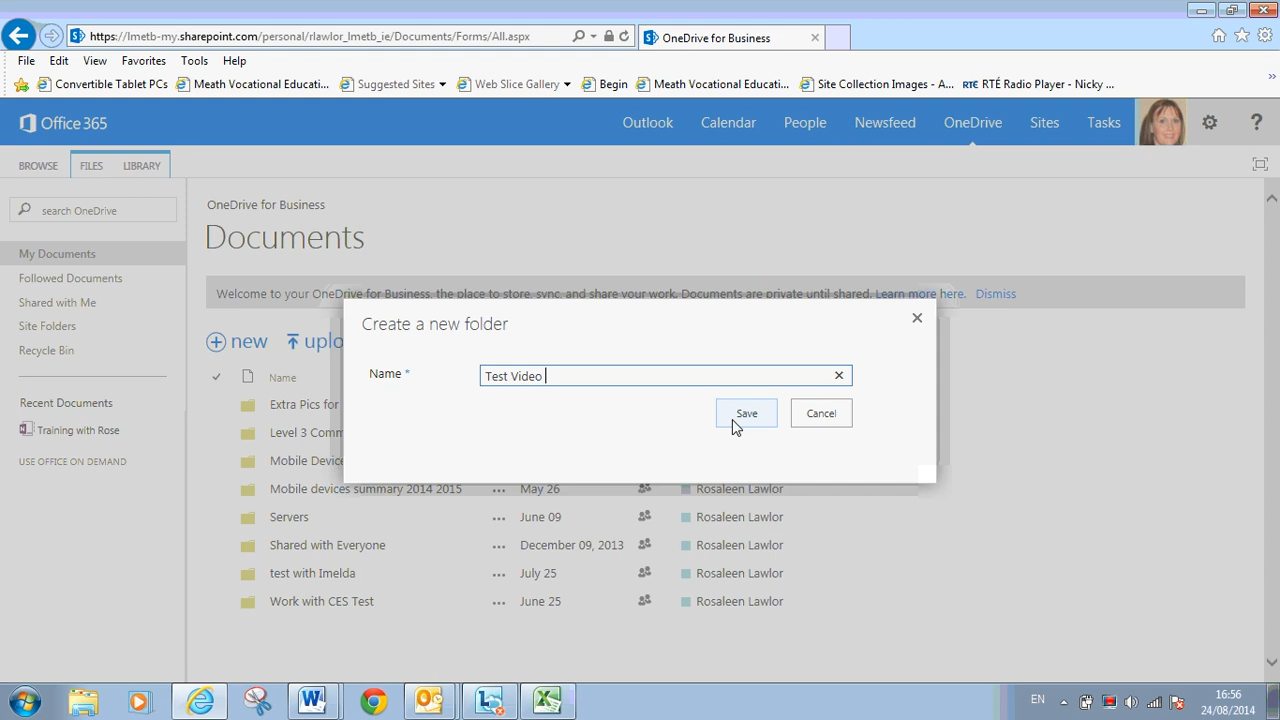 https://lmetb-my.sharepoint.com/personal/rlawlor_lmetb_ie/Documents/Forms/All.aspx
OneDrive for Business
File Edit View Favorites Tools Help
Convertible Tablet PCs Meath Vocational Educati... Suggested Sites Web Slice Gallery Begin Meath Vocational Educati... Site Collection Images - A... RTÉ RTÉ Radio Player - Nicky ...
Office 365 Outlook Calendar People Newsfeed OneDrive Sites Tasks ?
BROWSE FILES LIBRARY
search OneDrive
My Documents
Followed Documents
Shared with Me
Site Folders
Recycle Bin
Recent Documents
Training with Rose
USE OFFICE ON DEMAND
OneDrive for Business
Documents
Welcome to your OneDrive for Business, the place to store, sync, and share your work. Documents are private until shared. Learn more here. Dismiss
new uplo
Name
Extra Pics for
Level 3 Comm
Mobile Device
Mobile devices summary 2014 2015 ... May 26 Rosaleen Lawlor
Servers ... June 09 Rosaleen Lawlor
Shared with Everyone ... December 09, 2013 Rosaleen Lawlor
test with Imelda ... July 25 Rosaleen Lawlor
Work with CES Test ... June 25 Rosaleen Lawlor
Create a new folder
Name *
Test Video
Save Cancel
EN
16:56
24/08/2014